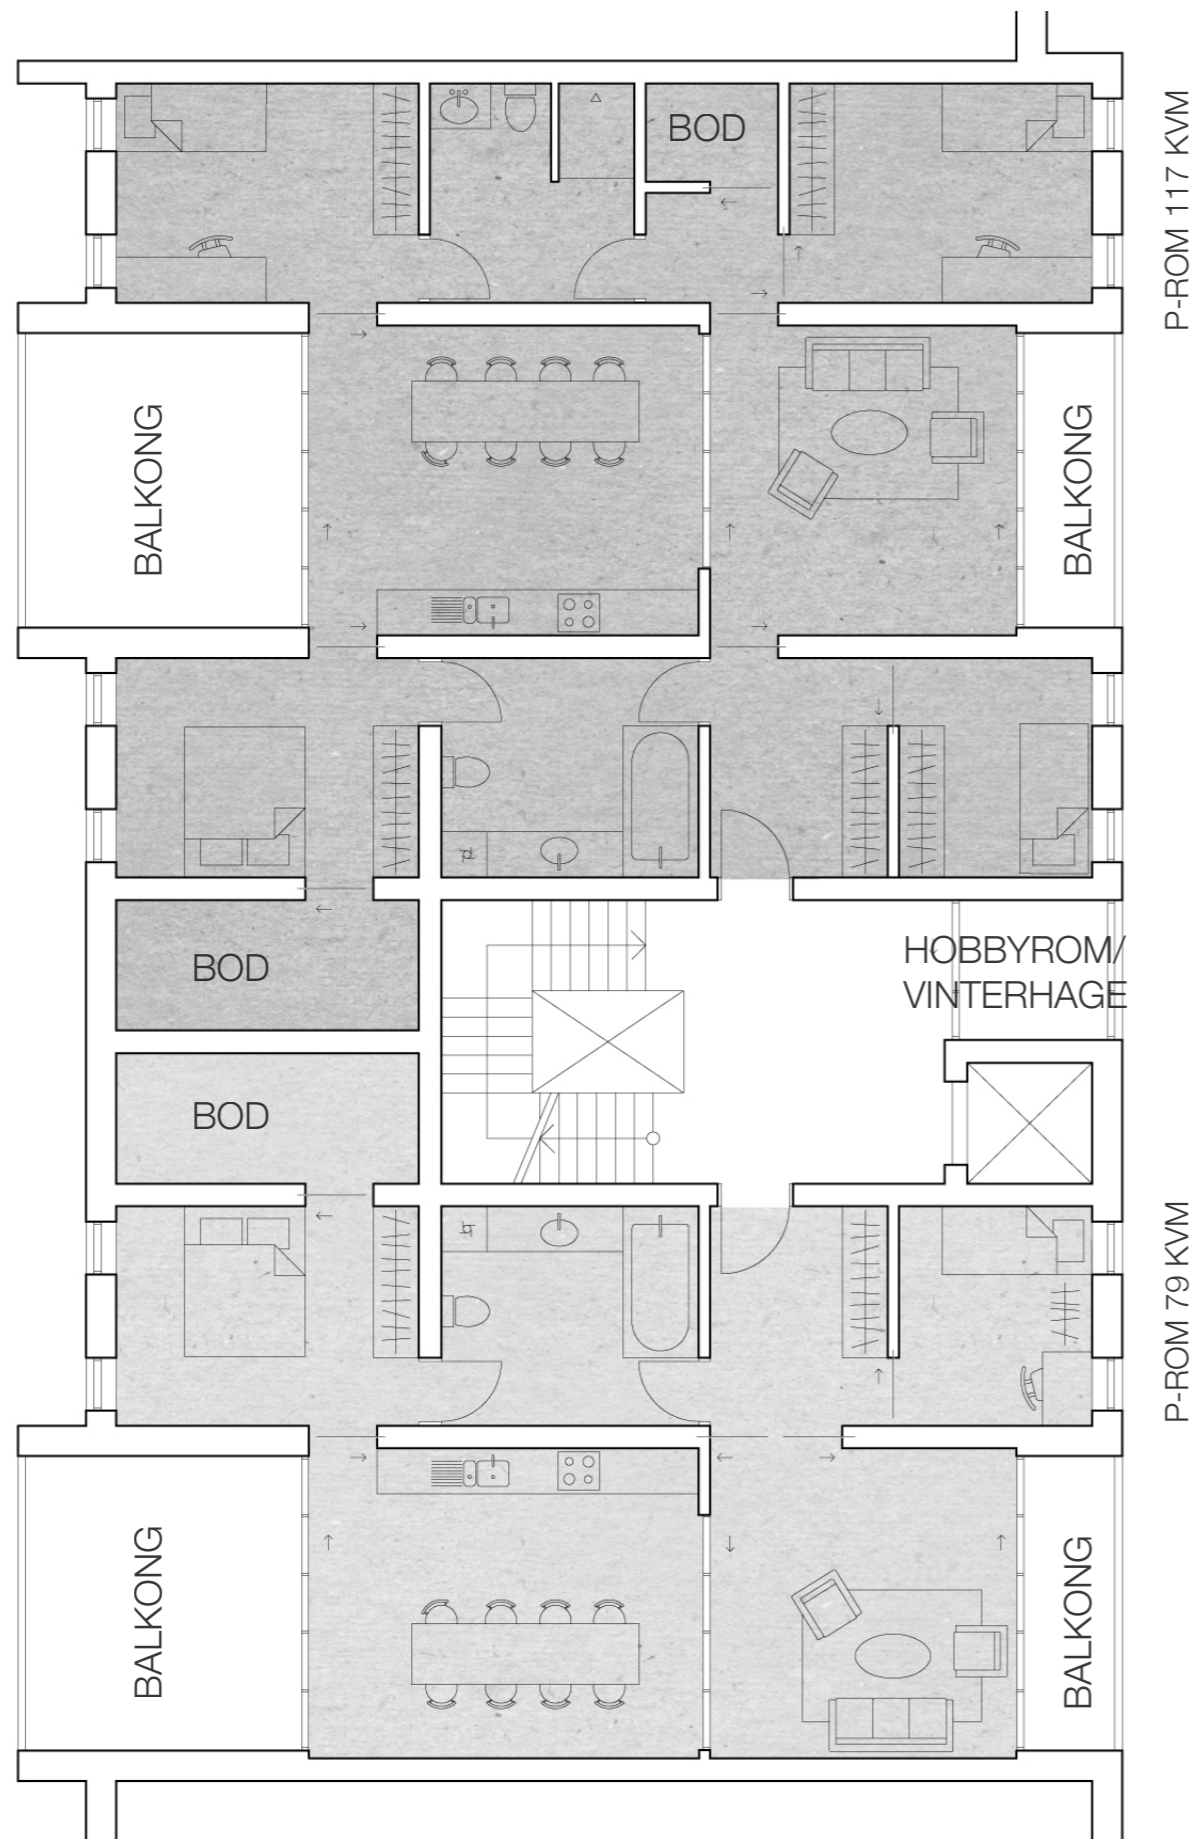 BOD
P-ROM 117 KVM
BALKONG
BALKONG
HOBBYROM/
VINTERHAGE
BOD
BOD
P-ROM 79 KVM
BALKONG
BALKONG